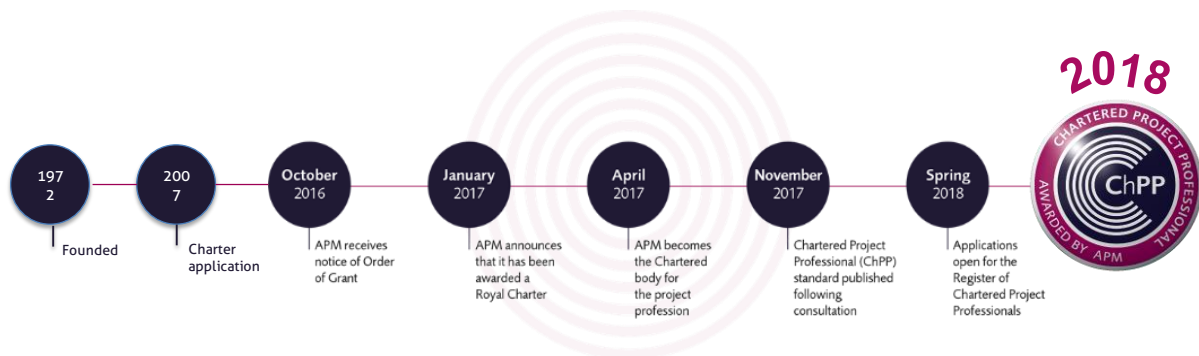 2018
197
2
Founded
200
7
Charter
application
October
2016
APM receives
notice of Order
of Grant
January
2017
APM announces
that it has been
awarded a
Royal Charter
April
2017
APM becomes
the Chartered
body for
the project
profession
November
2017
Chartered Project
Professional (ChPP)
standard published
following
consultation
Spring
2018
Applications
open for the
Register of
Chartered Project
Professionals
CHARTERED PROJECT PROFESSIONAL
ChPP
AWARDED BY APM